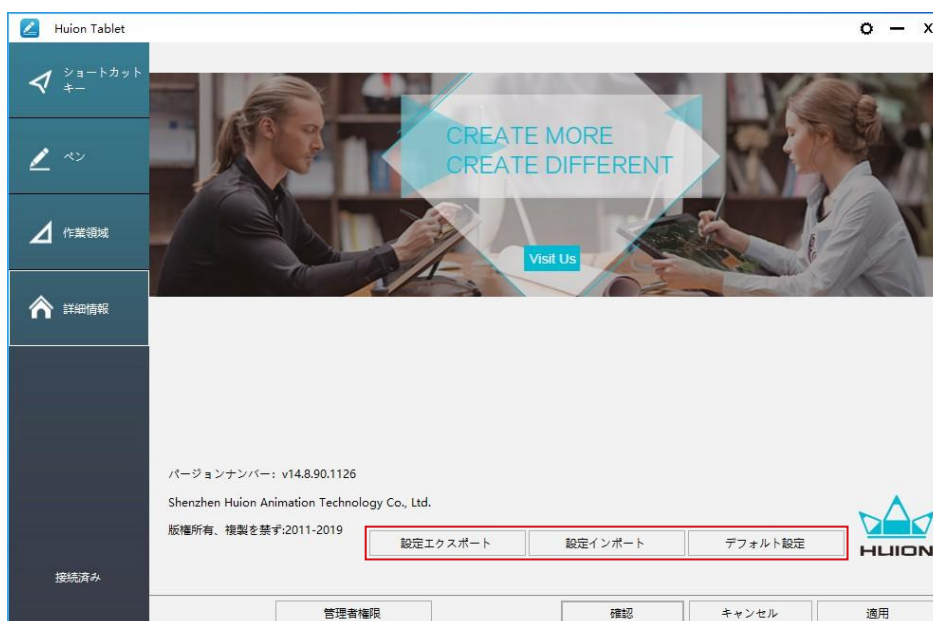 Huion Tablet
X
ショートカット
キー
ペン
作業領域
詳細情報
CREATE MORE
CREATE DIFFERENT
Visit Us
バージョンナンバー: v14.8.90.1126
Shenzhen Huion Animation Technology Co., Ltd.
版権所有、複製を禁ず:2011-2019
設定エクスポート
設定インポート
デフォルト設定
HUION
接続済み
管理者権限
確認
キャンセル
適用